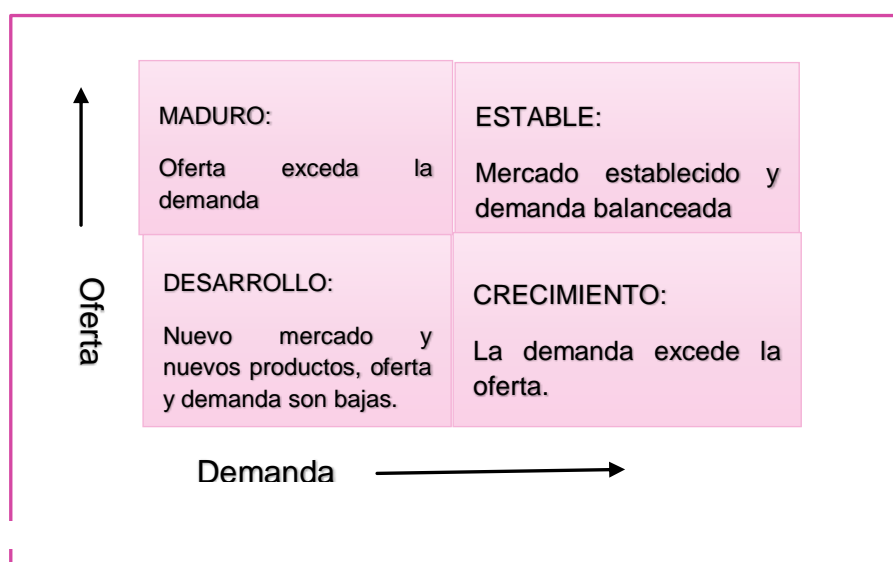 MADURO:
Oferta exceda la
demanda
ESTABLE:
Mercado establecido y
demanda balanceada
DESARROLLO:
Nuevo mercado y
nuevos productos, oferta
y demanda son bajas.
CRECIMIENTO:
La demanda excede la
oferta.
Oferta
Demanda